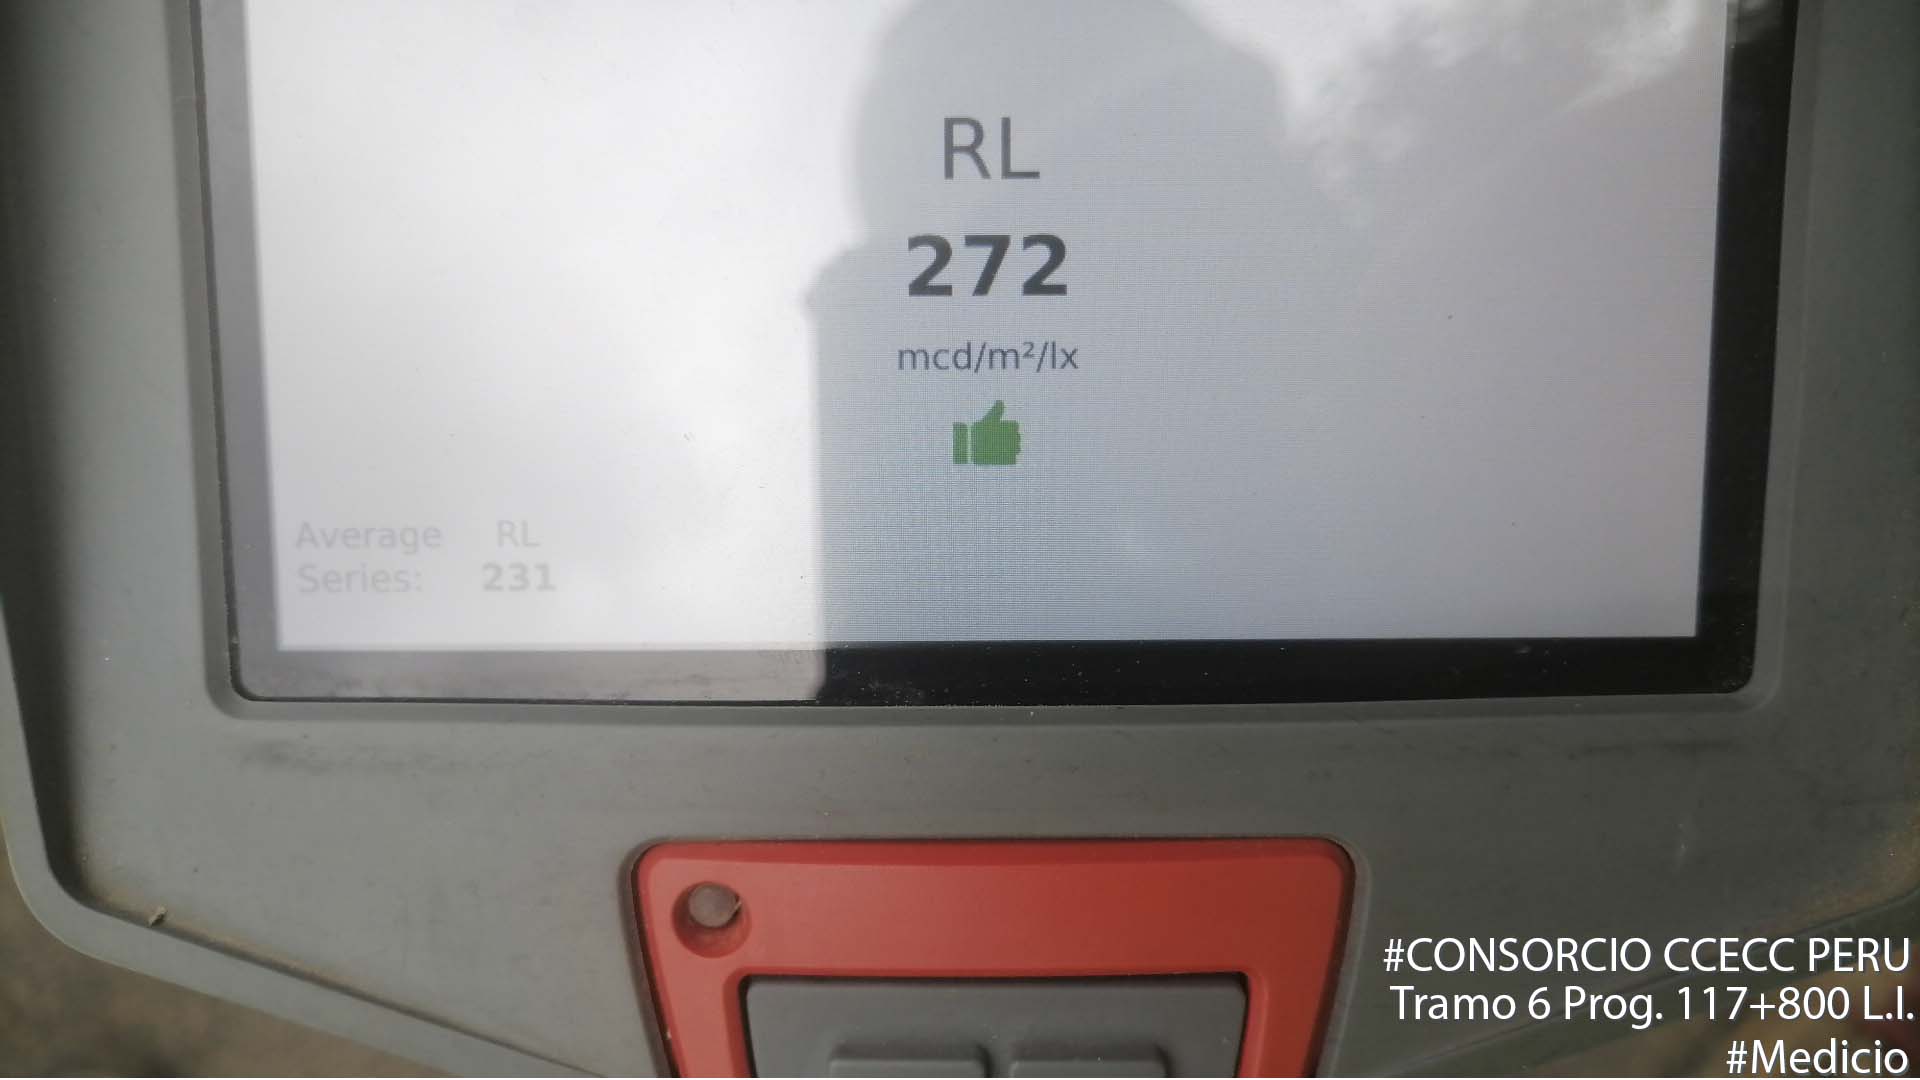 RL
272
mcd/m²/lx
Average RL
Series: 231
#CONSORCIO CCECC PERU
Tramo 6 Prog. 117+800 L.I.
#Medicio